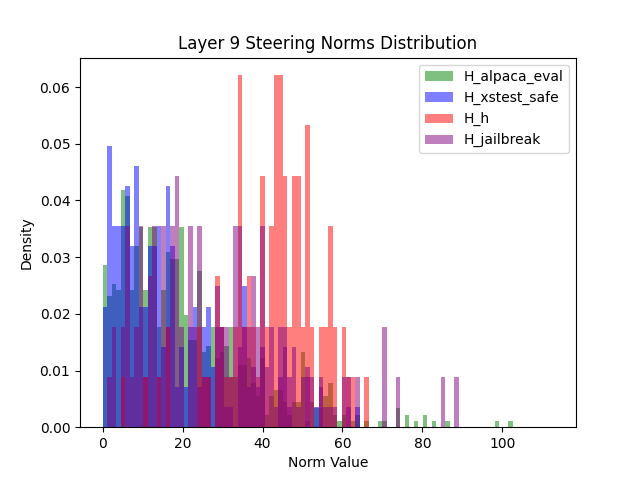 Layer 9 Steering Norms Distribution
H_alpaca_eval
H_xstest_safe
H_h
H_jailbreak
Density
0.06
0.05
0.04
0.03
0.02
0.01
0.00
0
20
40
60
80
100
Norm Value